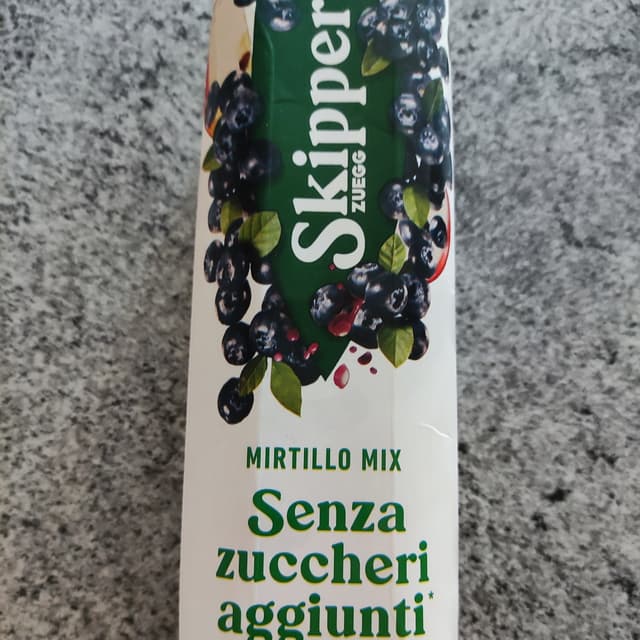 Skipper
ZUEGG
MIRTILLO MIX
Senza
zuccheri
aggiunti*